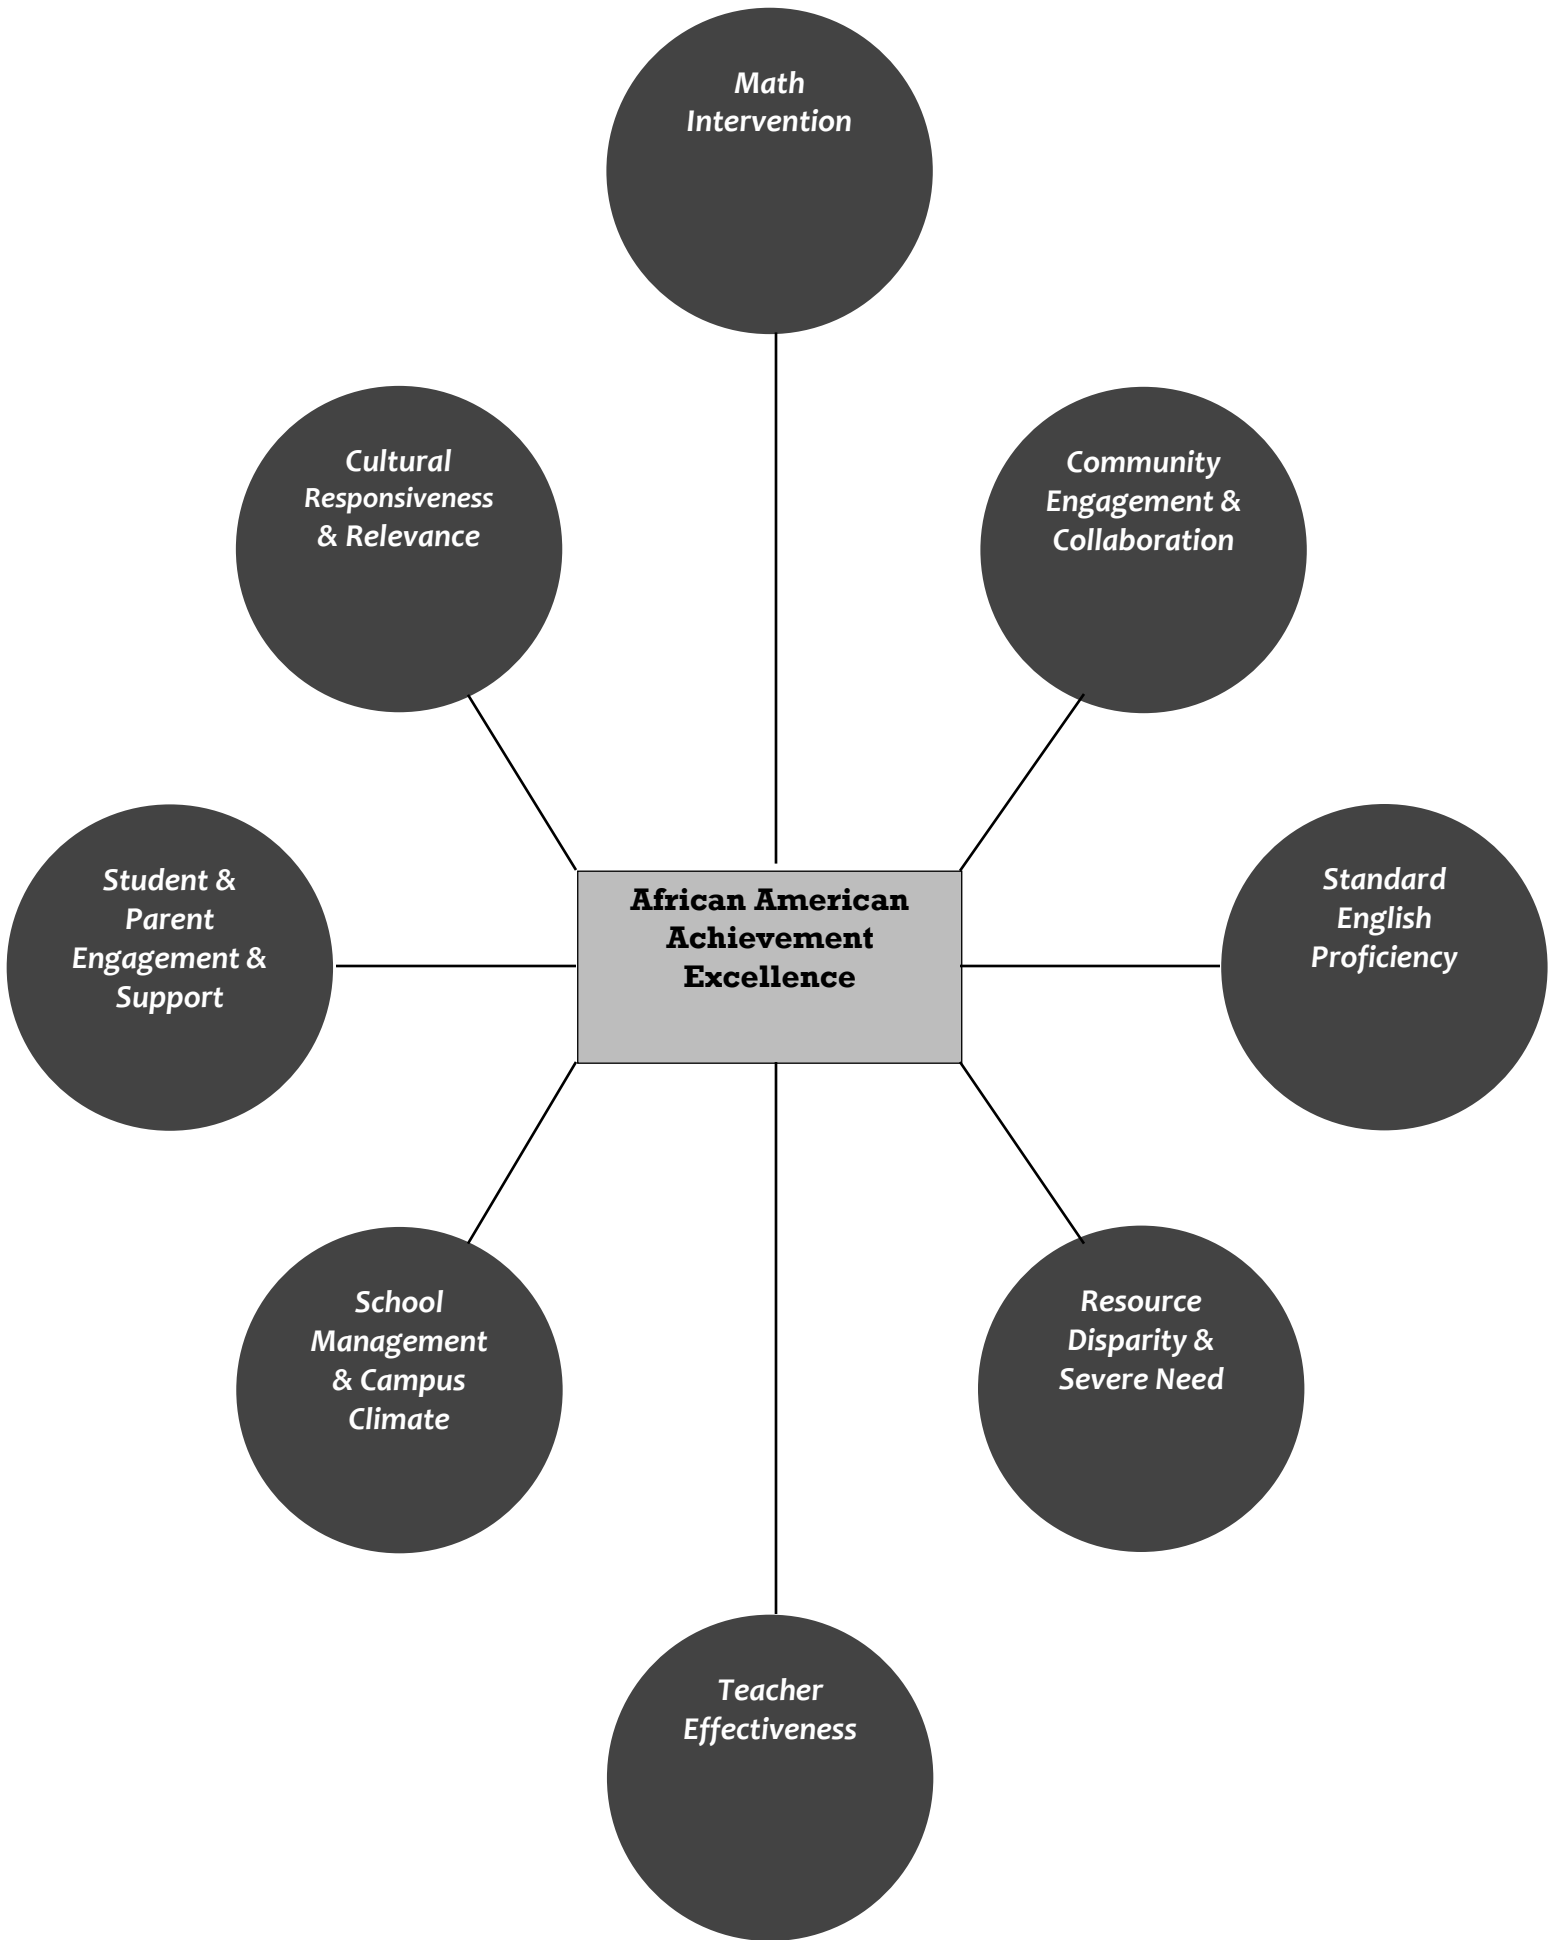 Math
Intervention
Cultural
Responsiveness
& Relevance
Community
Engagement &
Collaboration
Student &
Parent
Engagement &
Support
African American
Achievement
Excellence
Standard
English
Proficiency
School
Management
& Campus
Climate
Resource
Disparity &
Severe Need
Teacher
Effectiveness